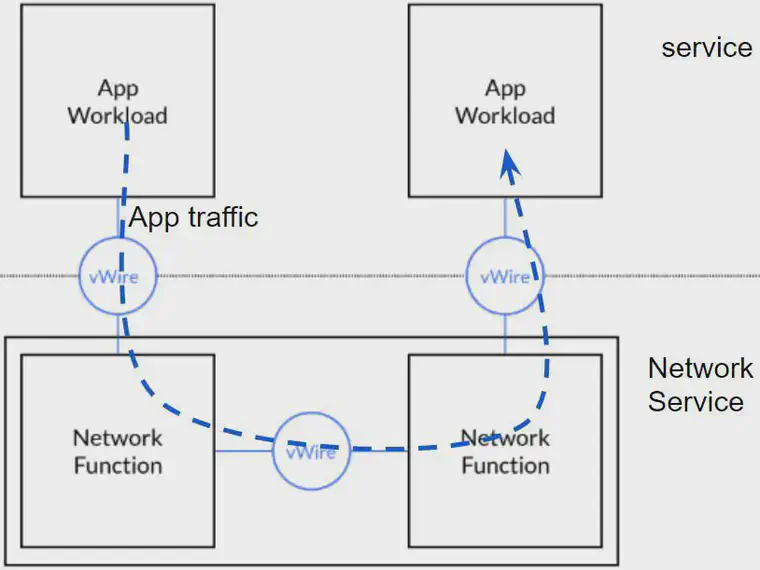 App
Workload
App
Workload
service
App traffic
vWire
vWire
Network
Service
Network
Function
vWire
Network
Function